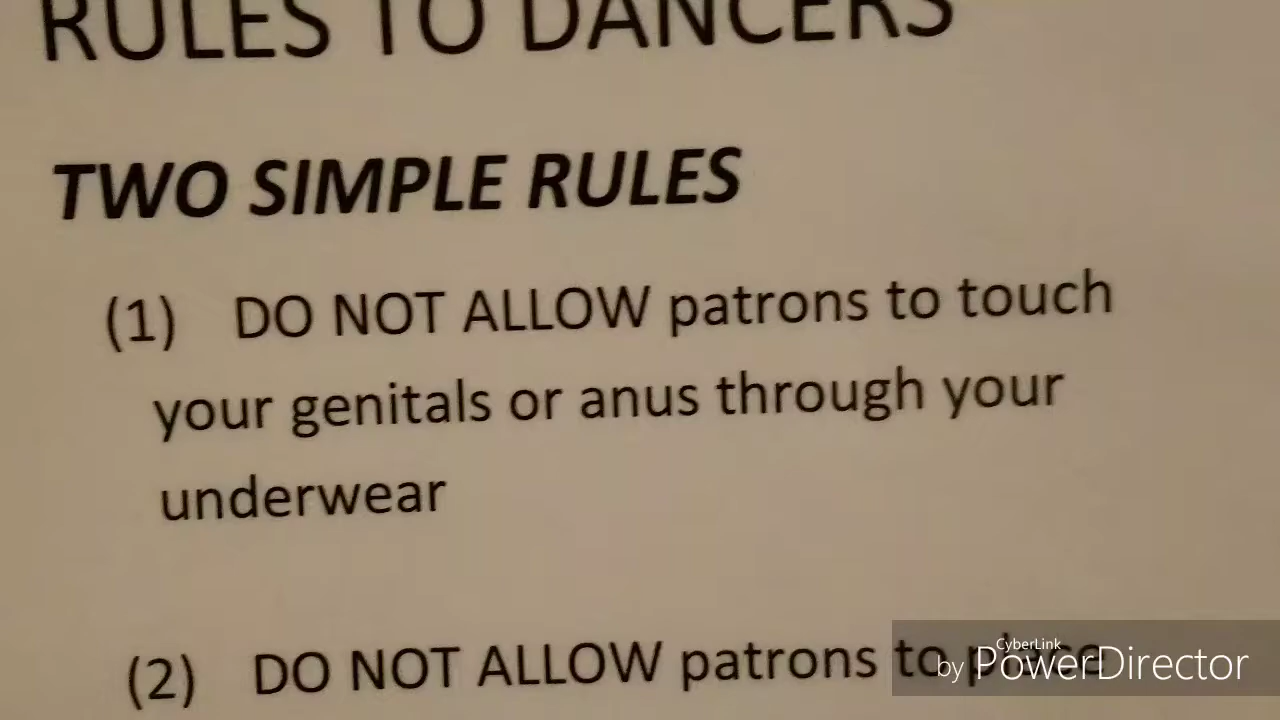 RULES TO DANCERS
TWO SIMPLE RULES
(1) DO NOT ALLOW patrons to touch
your genitals or anus through your
underwear
(2) DO NOT ALLOW patrons to place
CyberLink
by PowerDirector